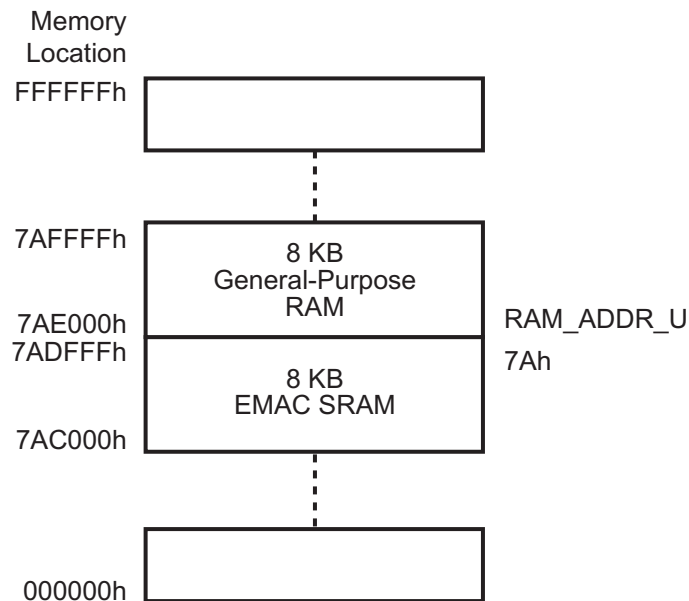 Memory
Location
FFFFFFh
7AFFFFh
8 KB
General-Purpose
RAM
7AE000h
RAM_ADDR_U
7ADFFFh
7Ah
8 KB
EMAC SRAM
7AC000h
000000h